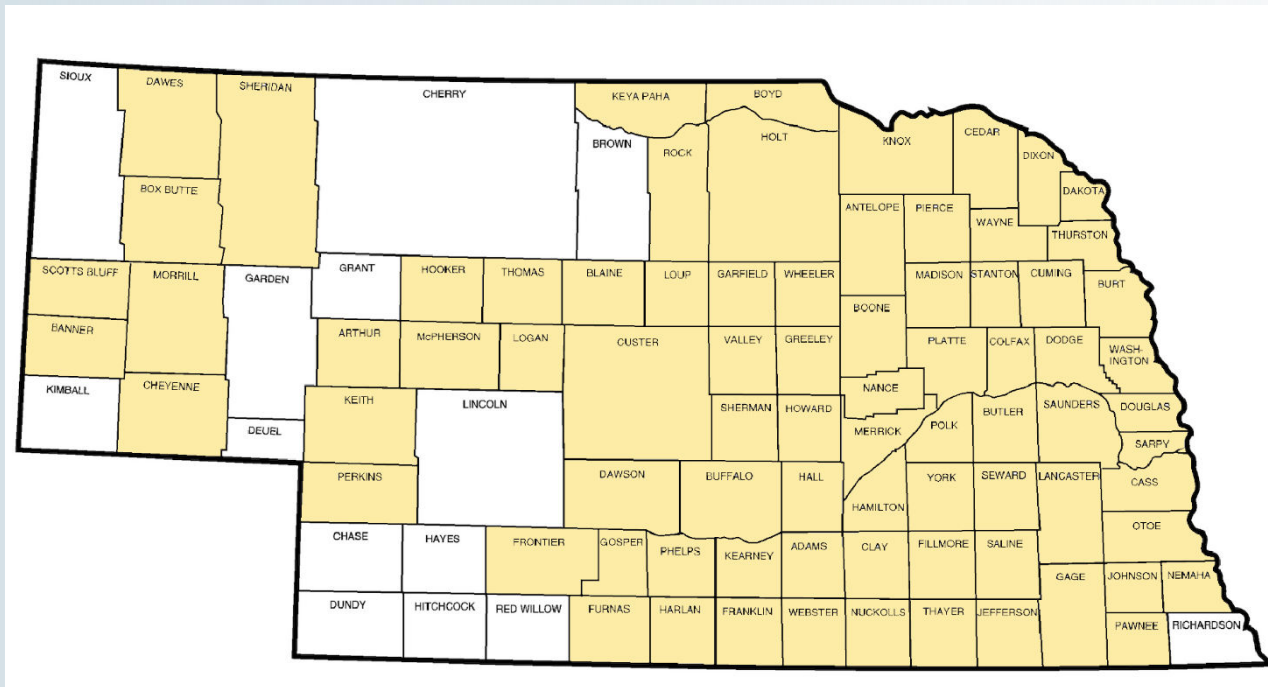 SIOUX
DAWES
SHERIDAN
CHERRY
KEYA PAHA
BOYD
BROWN
ROCK
HOLT
KNOX
CEDAR
DIXON
DAKOTA
BOX BUTTE
ANTELOPE
PIERCE
WAYNE
THURSTON
SCOTTS BLUFF
MORRILL
GARDEN
GRANT
HOOKER
THOMAS
BLAINE
LOUP
GARFIELD
WHEELER
MADISON
STANTON
CUMING
BURT
BANNER
ARTHUR
McPHERSON
LOGAN
CUSTER
VALLEY
GREELEY
BOONE
PLATTE
COLFAX
DODGE
WASH-
INGTON
KIMBALL
CHEYENNE
DEUEL
KEITH
LINCOLN
SHERMAN
HOWARD
NANCE
MERRICK
POLK
BUTLER
SAUNDERS
DOUGLAS
SARPY
PERKINS
DAWSON
BUFFALO
HALL
HAMILTON
YORK
SEWARD
LANCASTER
CASS
OTOE
CHASE
HAYES
FRONTIER
GOSPER
PHELPS
KEARNEY
ADAMS
CLAY
FILLMORE
SALINE
GAGE
JOHNSON
NEMAHA
DUNDY
HITCHCOCK
RED WILLOW
FURNAS
HARLAN
FRANKLIN
WEBSTER
NUCKOLLS
THAYER
JEFFERSON
PAWNEE
RICHARDSON